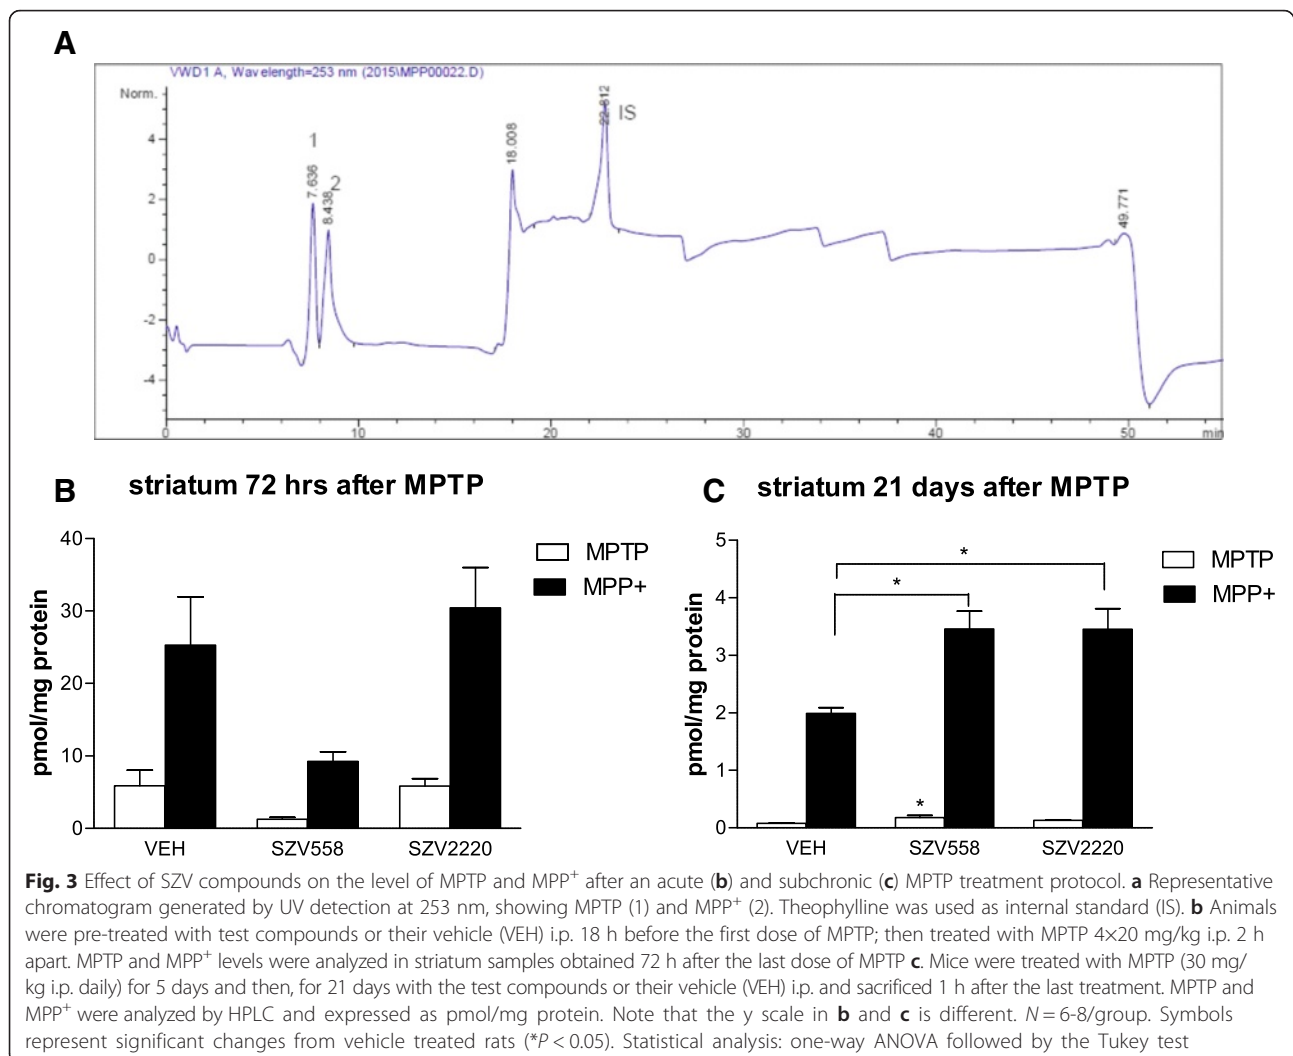 A
VWD1 A, Wavelength=253 nm (2015\MPP00022.D)
Norm.
4
2
0
-2
-4
1
7.636
2
8.438
18.008
22.812
IS
49.771
0 10 20 30 40 50 min
B striatum 72 hrs after MPTP
40
30
20
10
0
pmol/mg protein
MPTP
MPP+
VEH SZV558 SZV2220
C striatum 21 days after MPTP
5
4
3
2
1
0
pmol/mg protein
*
*
*
MPTP
MPP+
VEH SZV558 SZV2220
Fig. 3 Effect of SZV compounds on the level of MPTP and MPP⁺ after an acute (b) and subchronic (c) MPTP treatment protocol. a Representative
chromatogram generated by UV detection at 253 nm, showing MPTP (1) and MPP⁺ (2). Theophylline was used as internal standard (IS). b Animals
were pre-treated with test compounds or their vehicle (VEH) i.p. 18 h before the first dose of MPTP; then treated with MPTP 4×20 mg/kg i.p. 2 h
apart. MPTP and MPP⁺ levels were analyzed in striatum samples obtained 72 h after the last dose of MPTP c. Mice were treated with MPTP (30 mg/
kg i.p. daily) for 5 days and then, for 21 days with the test compounds or their vehicle (VEH) i.p. and sacrificed 1 h after the last treatment. MPTP and
MPP⁺ were analyzed by HPLC and expressed as pmol/mg protein. Note that the y scale in b and c is different. N = 6-8/group. Symbols
represent significant changes from vehicle treated rats (*P < 0.05). Statistical analysis: one-way ANOVA followed by the Tukey test